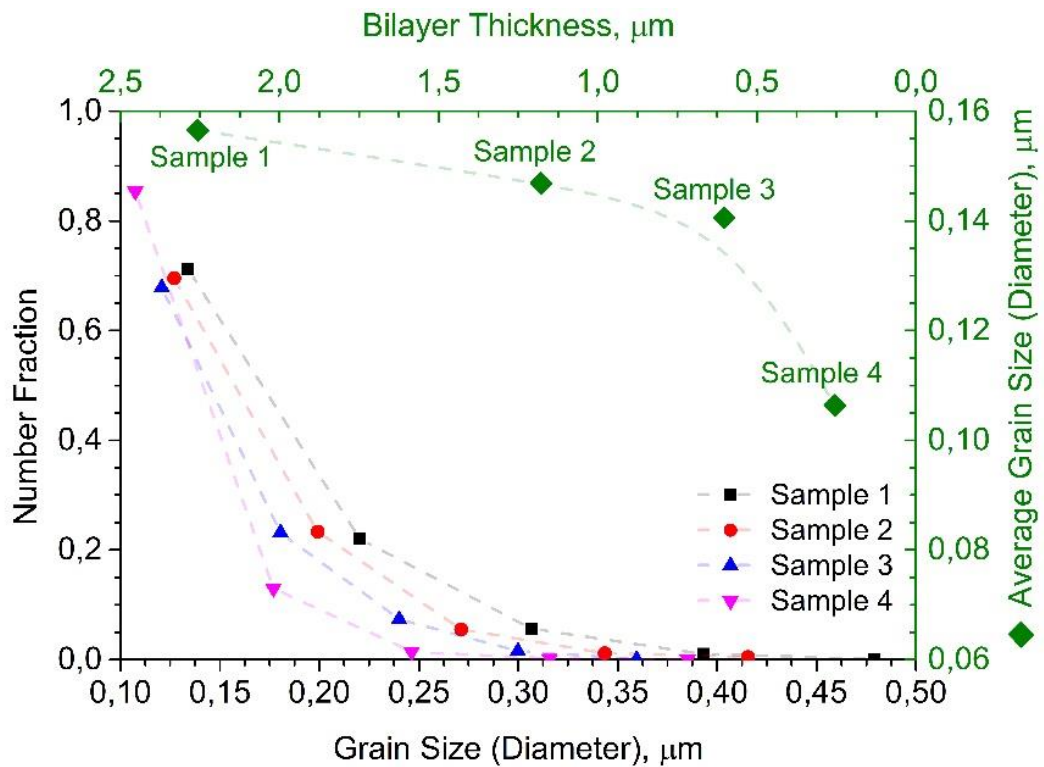 Bilayer Thickness, μm
2,5 2,0 1,5 1,0 0,5 0,0
1,0 0,16
Sample 1 Sample 2
Sample 3
0,8 0,14
0,6 0,12
Sample 4
0,4 0,10
Sample 1
Sample 2
0,2 0,08
Sample 3
Sample 4
0,0 0,06
0,10 0,15 0,20 0,25 0,30 0,35 0,40 0,45 0,50
Grain Size (Diameter), μm
Number Fraction
Average Grain Size (Diameter), μm